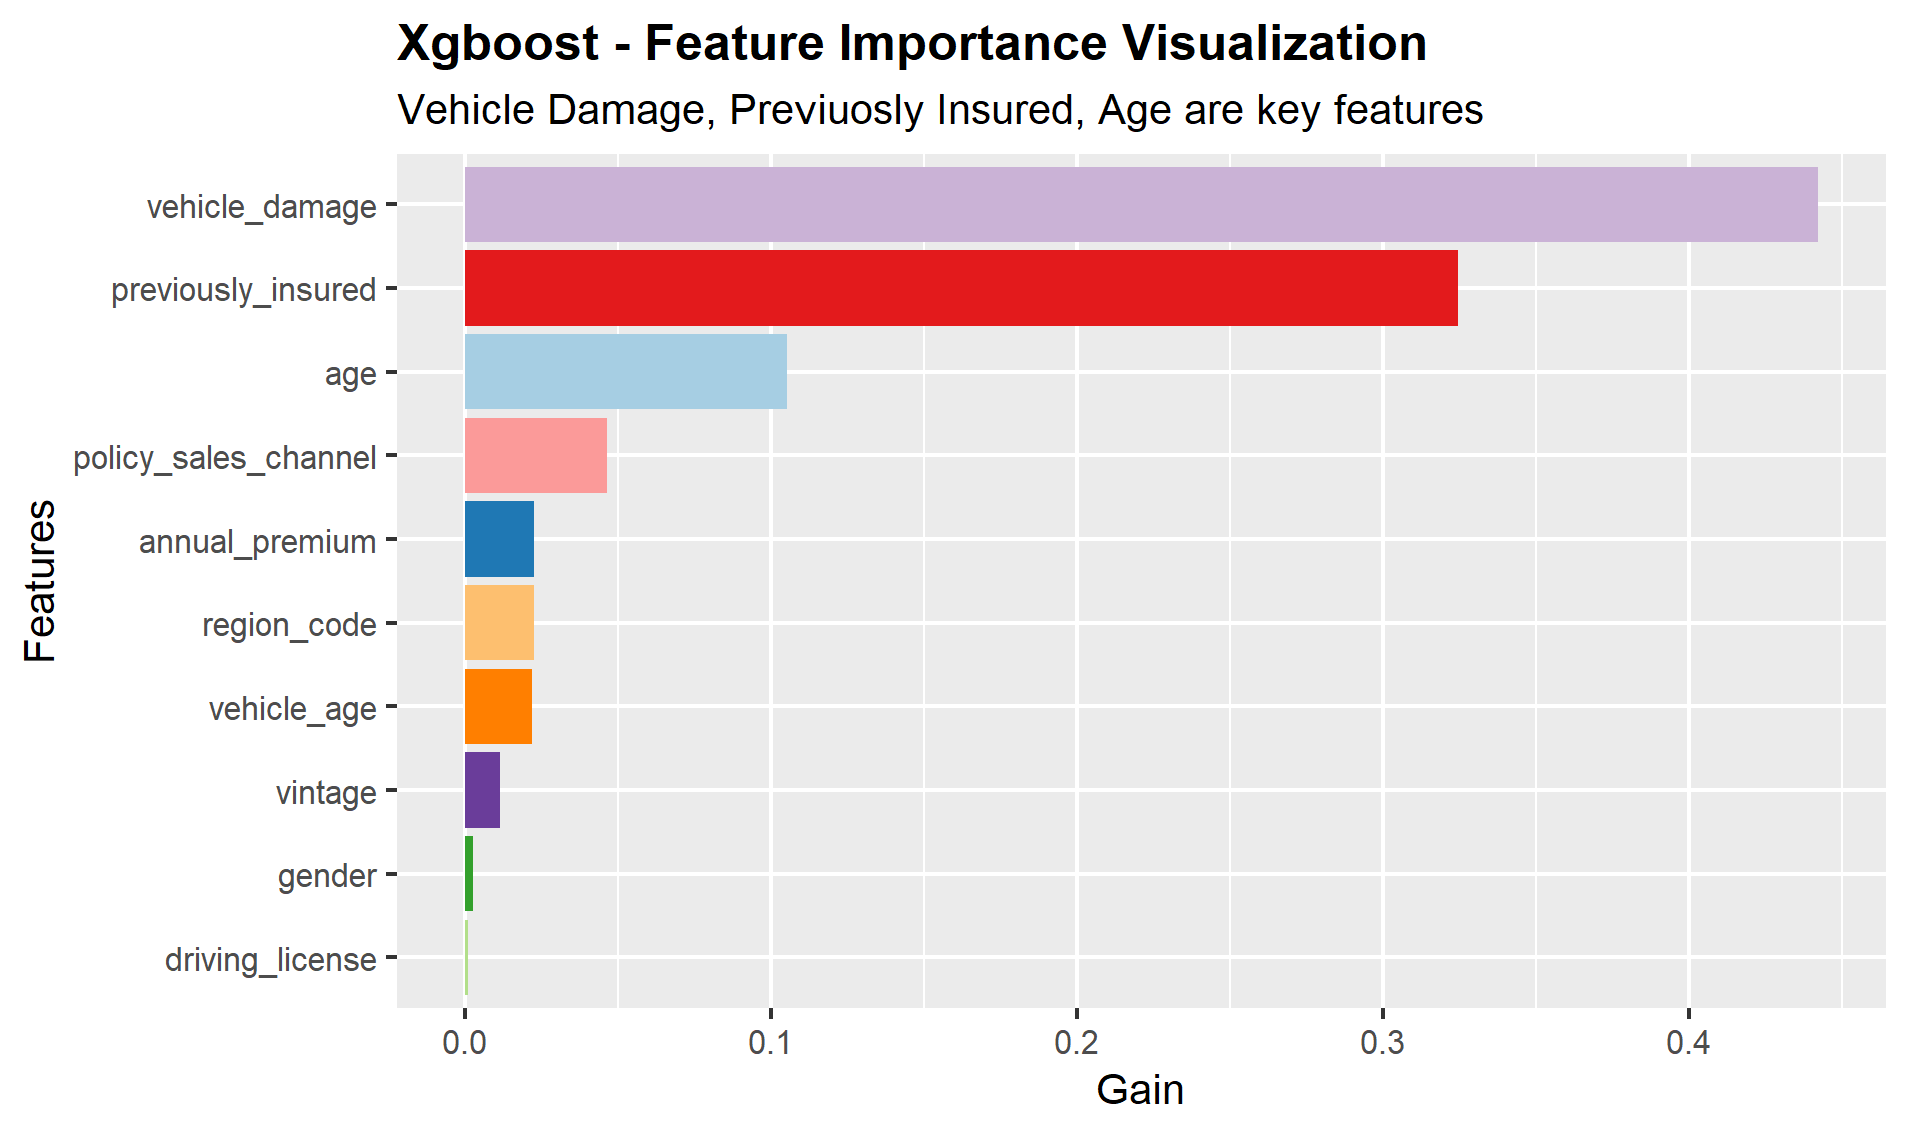 Xgboost - Feature Importance Visualization
Vehicle Damage, Previuosly Insured, Age are key features
vehicle_damage
previously_insured
age
policy_sales_channel
annual_premium
region_code
vehicle_age
vintage
gender
driving_license
Features
0.0 0.1 0.2 0.3 0.4
Gain